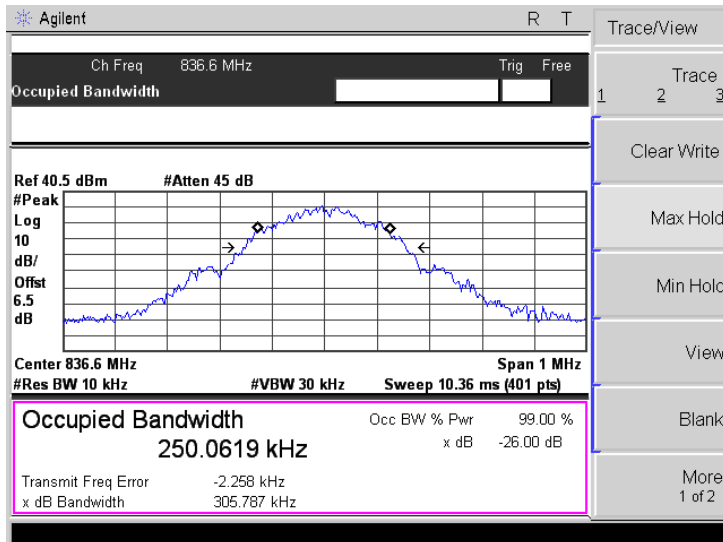 Agilent R T
Ch Freq 836.6 MHz Trig Free
Occupied Bandwidth
Ref 40.5 dBm #Atten 45 dB
#Peak
Log
10
dB/
Offst
6.5
dB
Center 836.6 MHz Span 1 MHz
#Res BW 10 kHz #VBW 30 kHz Sweep 10.36 ms (401 pts)
Occupied Bandwidth Occ BW % Pwr 99.00 %
250.0619 kHz x dB -26.00 dB
Transmit Freq Error -2.258 kHz
x dB Bandwidth 305.787 kHz
Trace/View
Trace
1 2 3
Clear Write
Max Hold
Min Hold
View
Blank
More
1 of 2